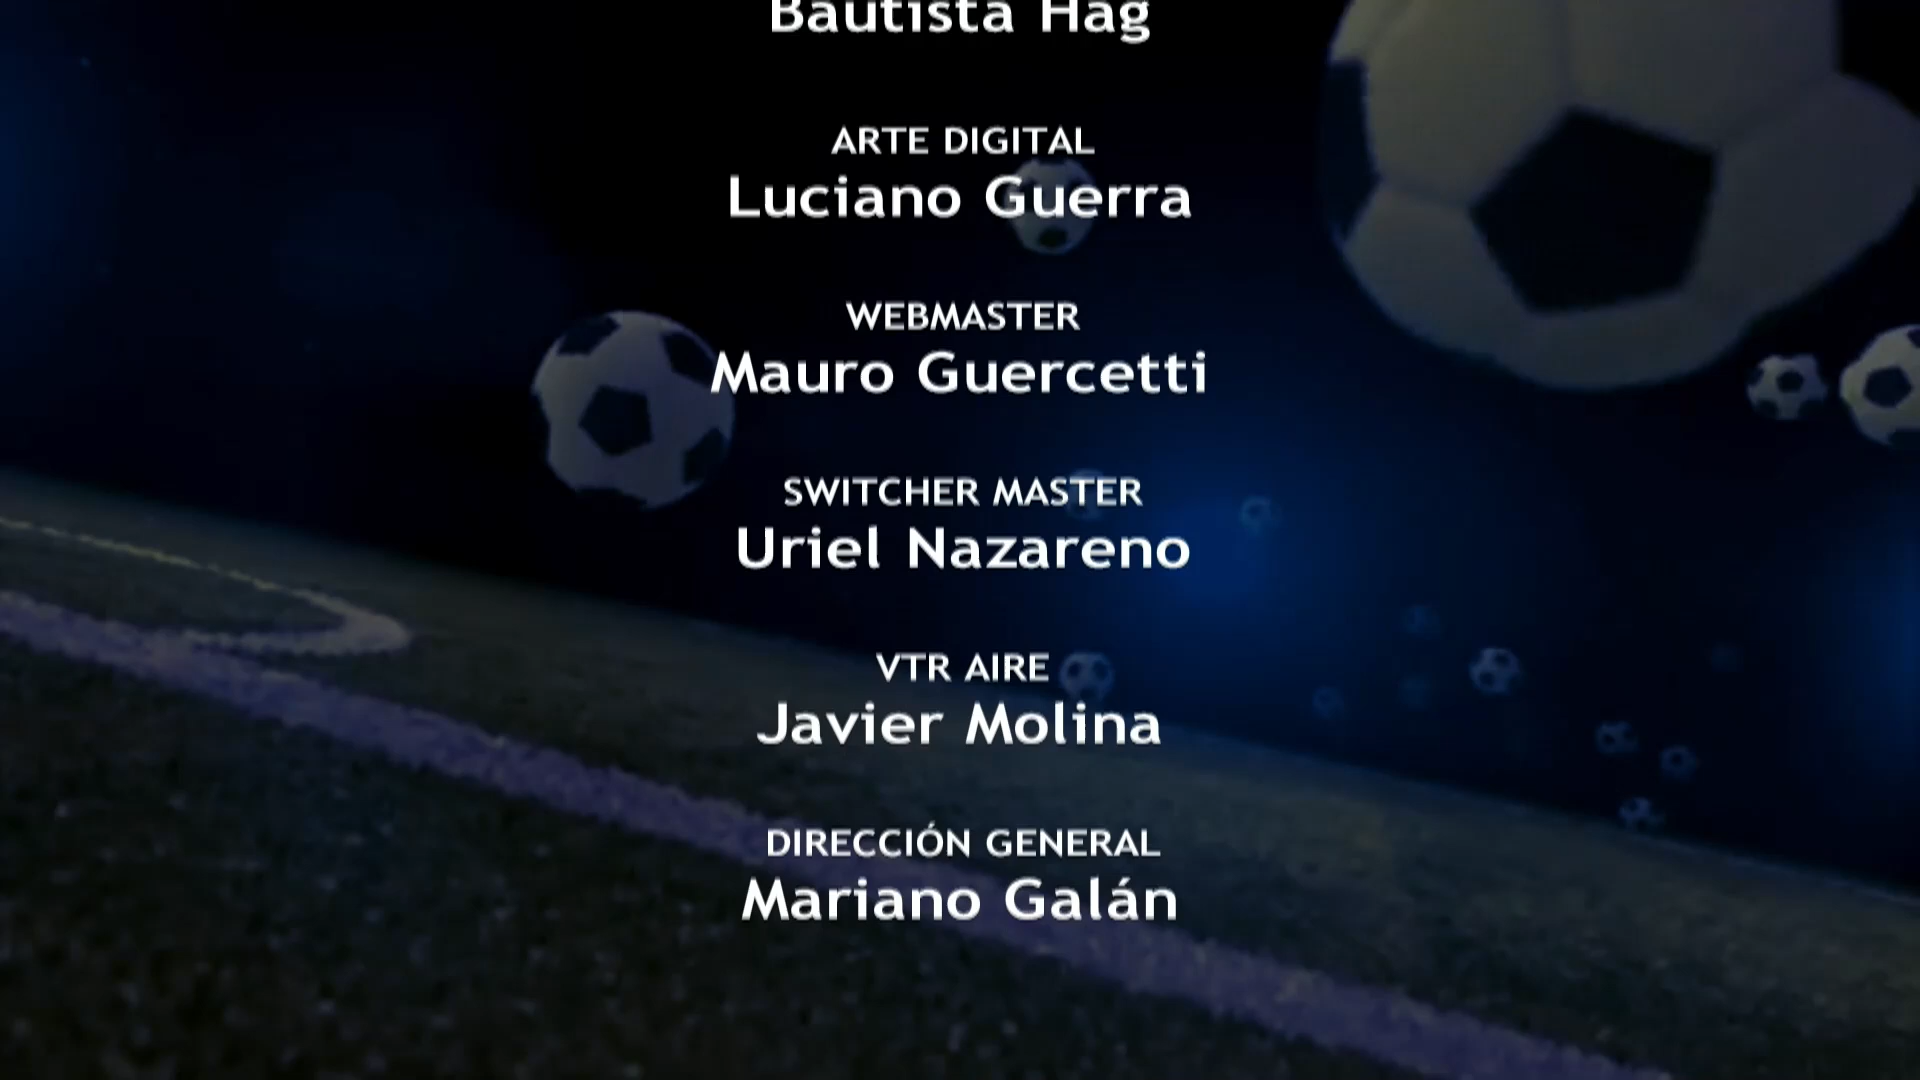 Bautista Hag
ARTE DIGITAL
Luciano Guerra
WEBMASTER
Mauro Guercetti
SWITCHER MASTER
Uriel Nazareno
VTR AIRE
Javier Molina
DIRECCIÓN GENERAL
Mariano Galán